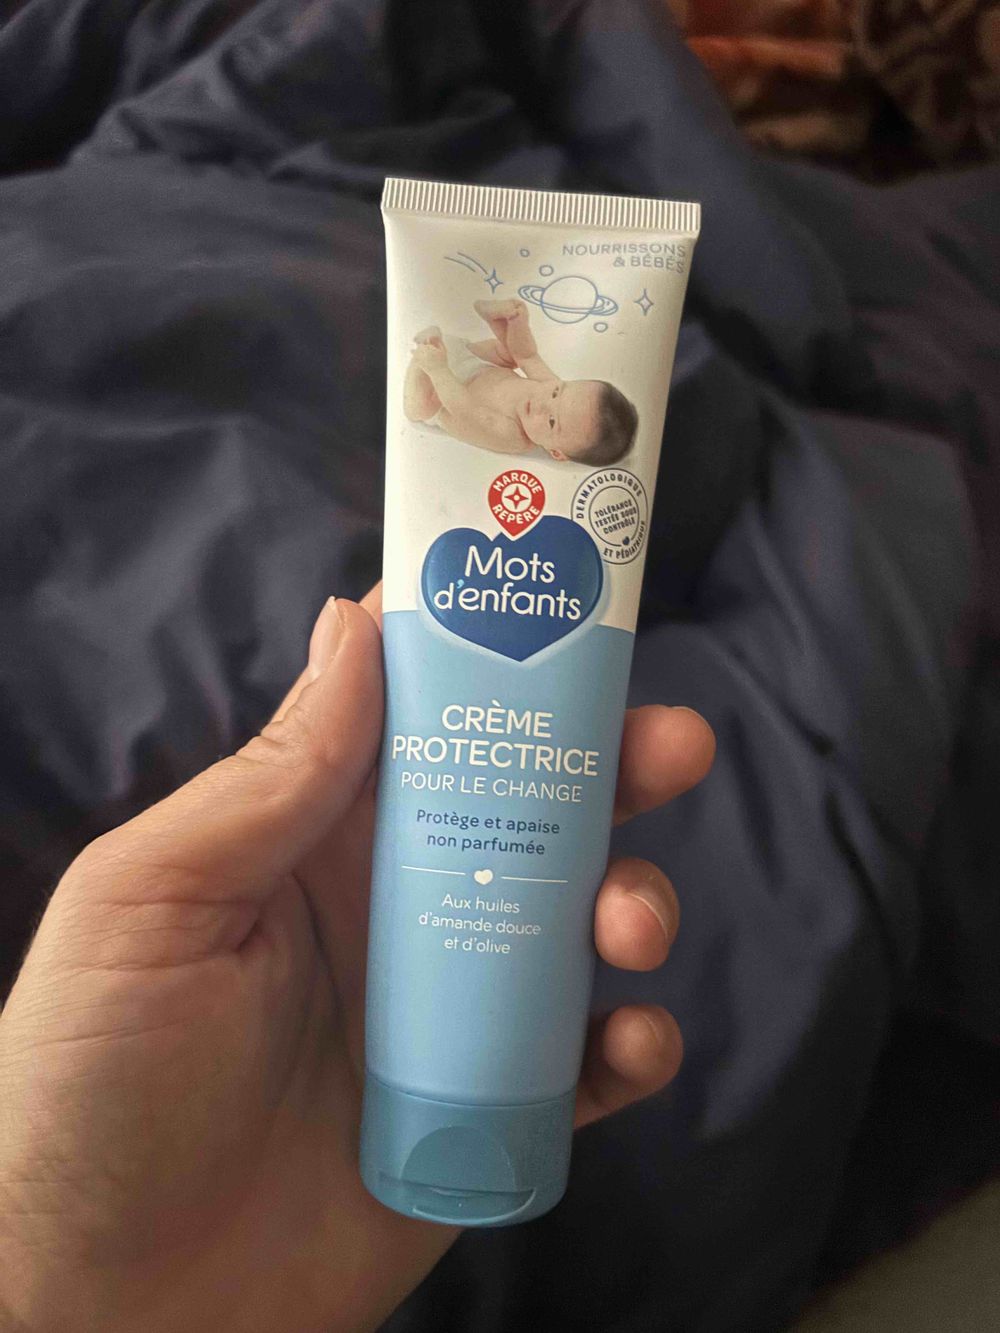 NOURRISSONS
& BÉBÉS
MARQUE
REPÈRE
DERMATOLOGIQUE
TOLÉRANCE
TESTÉE SOUS
CONTRÔLE
ET PÉDIATRIQUE
Mots
d'enfants
CRÈME
PROTECTRICE
POUR LE CHANGE
Protège et apaise
non parfumée
Aux huiles
d'amande douce
et d'olive